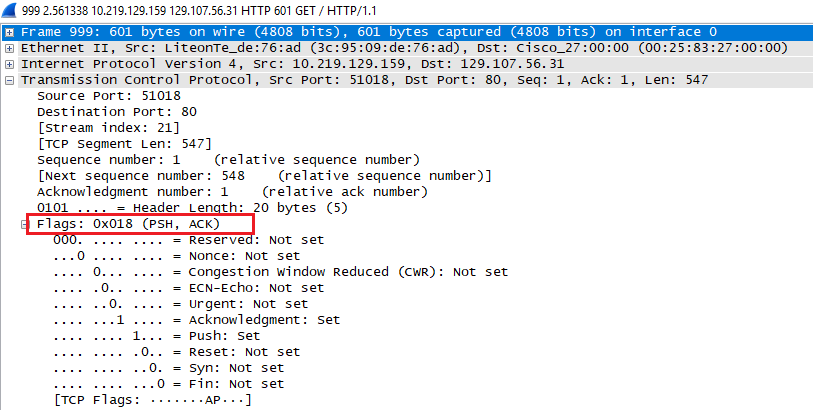 999 2.561338 10.219.129.159 129.107.56.31 HTTP 601 GET / HTTP/1.1
Frame 999: 601 bytes on wire (4808 bits), 601 bytes captured (4808 bits) on interface 0
Ethernet II, Src: LiteonTe_de:76:ad (3c:95:09:de:76:ad), Dst: Cisco_27:00:00 (00:25:83:27:00:00)
Internet Protocol Version 4, Src: 10.219.129.159, Dst: 129.107.56.31
Transmission Control Protocol, Src Port: 51018, Dst Port: 80, Seq: 1, Ack: 1, Len: 547
Source Port: 51018
Destination Port: 80
[Stream index: 21]
[TCP Segment Len: 547]
Sequence number: 1    (relative sequence number)
[Next sequence number: 548    (relative sequence number)]
Acknowledgment number: 1    (relative ack number)
0101 .... = Header Length: 20 bytes (5)
Flags: 0x018 (PSH, ACK)
000. .... .... = Reserved: Not set
...0 .... .... = Nonce: Not set
.... 0... .... = Congestion Window Reduced (CWR): Not set
.... .0.. .... = ECN-Echo: Not set
.... ..0. .... = Urgent: Not set
.... ...1 .... = Acknowledgment: Set
.... .... 1... = Push: Set
.... .... .0.. = Reset: Not set
.... .... ..0. = Syn: Not set
.... .... ...0 = Fin: Not set
[TCP Flags: ·······AP···]